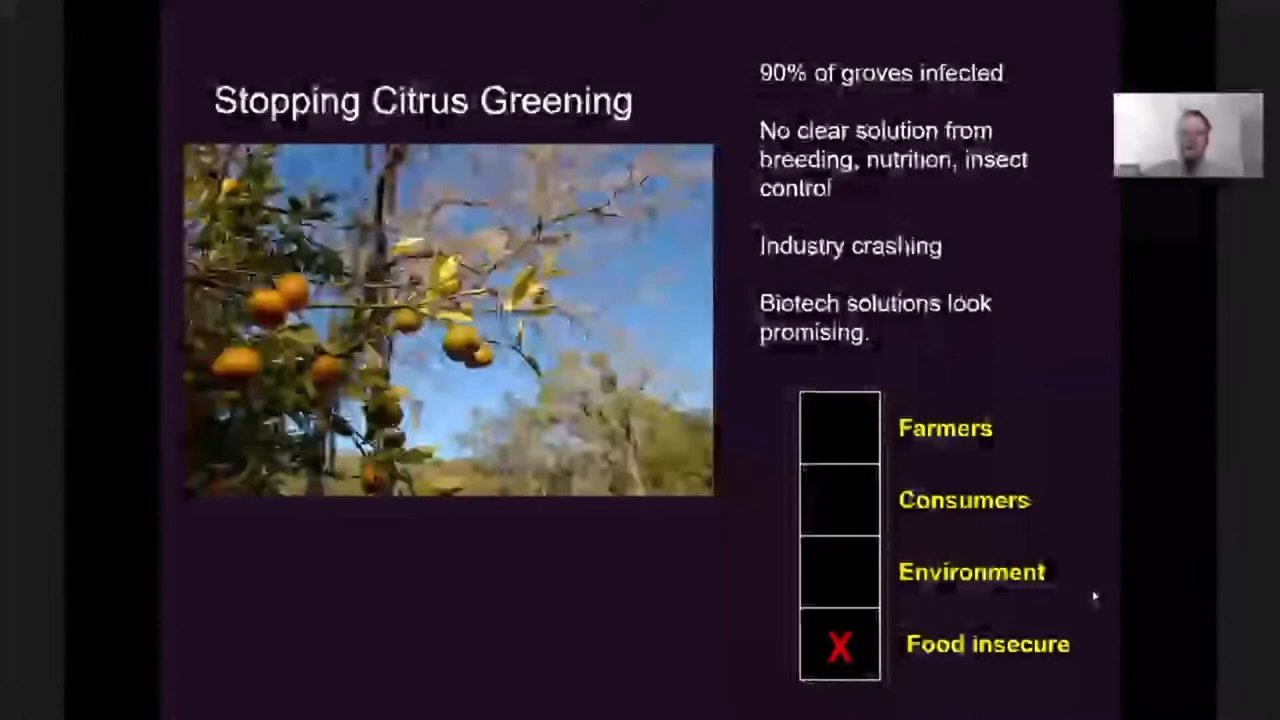 Stopping Citrus Greening
90% of groves infected
No clear solution from
breeding, nutrition, insect
control
Industry crashing
Biotech solutions look
promising.
Farmers
Consumers
Environment
X Food insecure